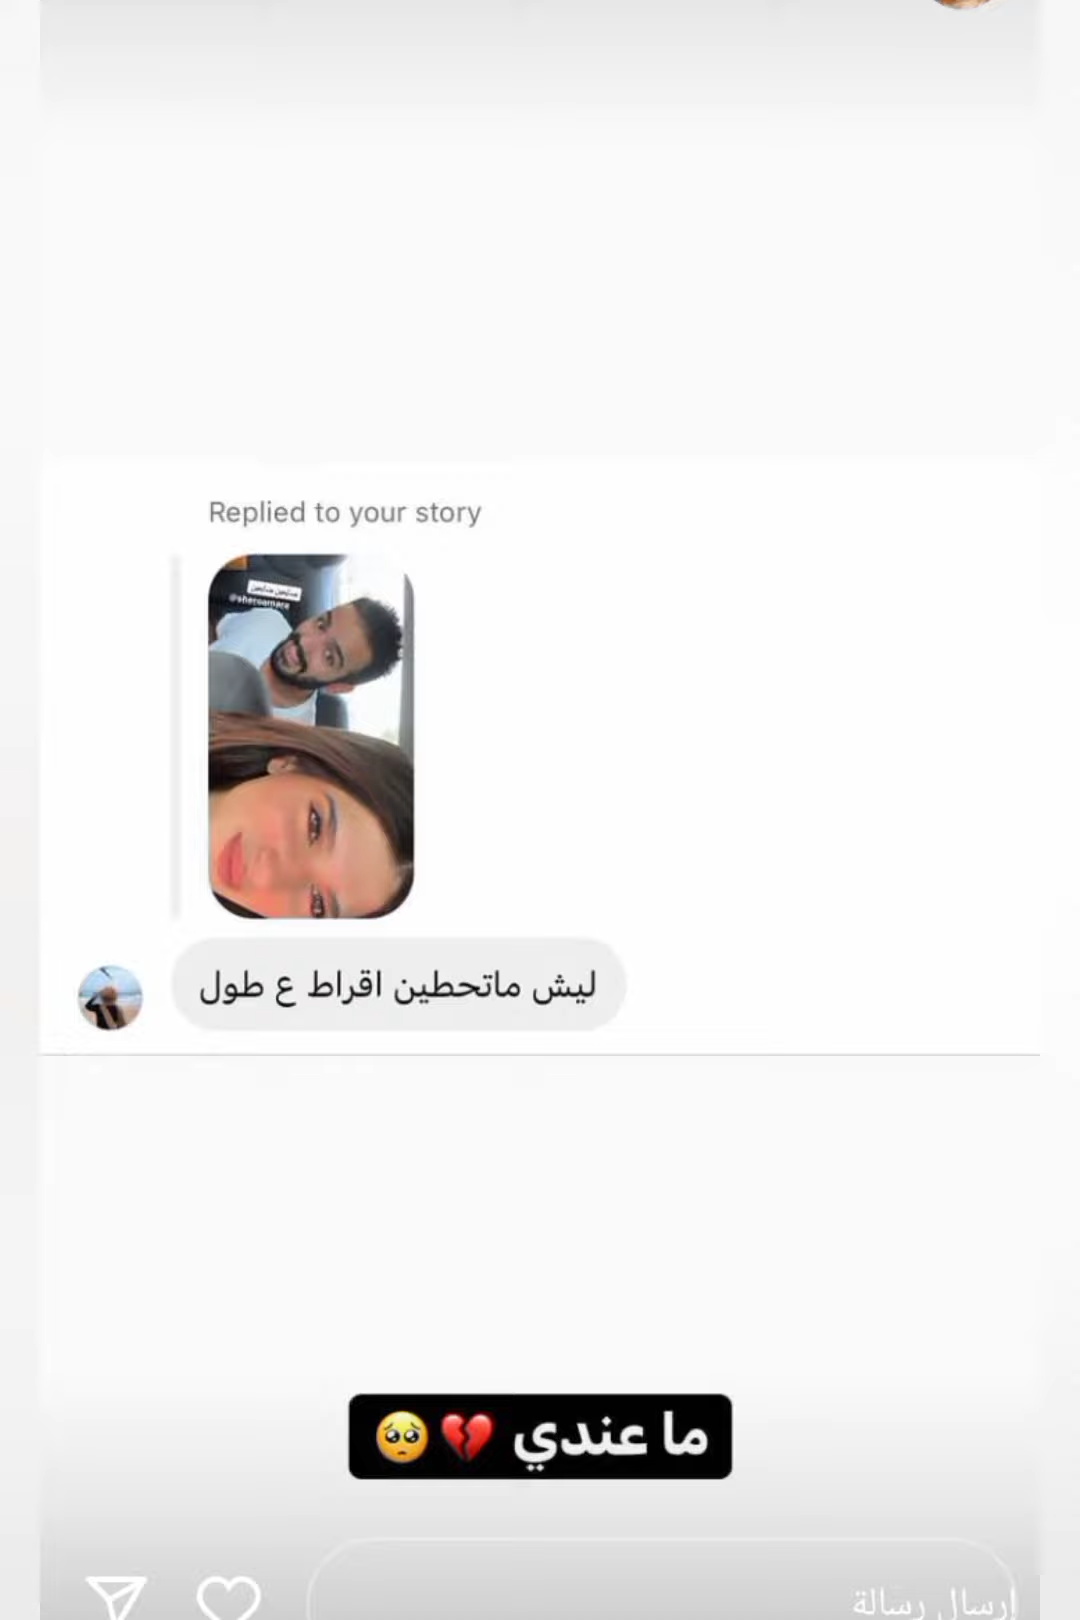 Replied to your story
ليش ماتحطين اقراط ع طول
ما عندي 💔🥺
إرسال رسالة